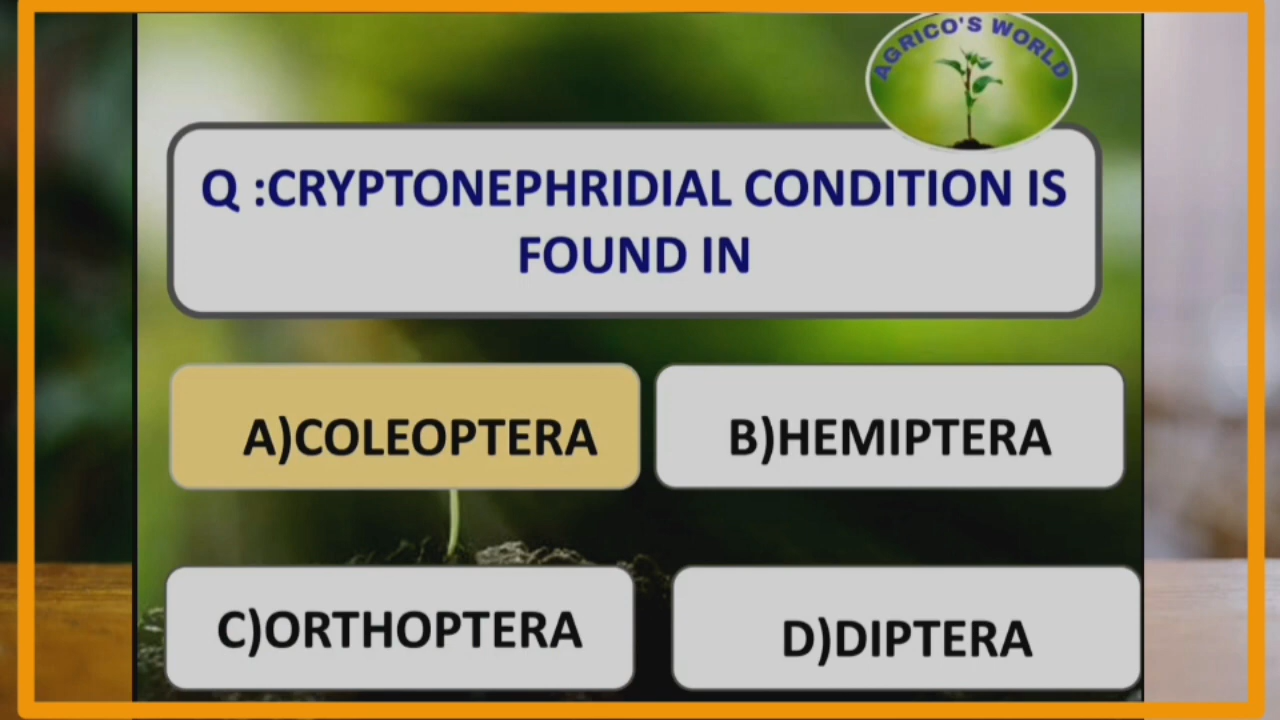 AGRICO'S WORLD
Q :CRYPTONEPHRIDIAL CONDITION IS
FOUND IN
A)COLEOPTERA
B)HEMIPTERA
C)ORTHOPTERA
D)DIPTERA